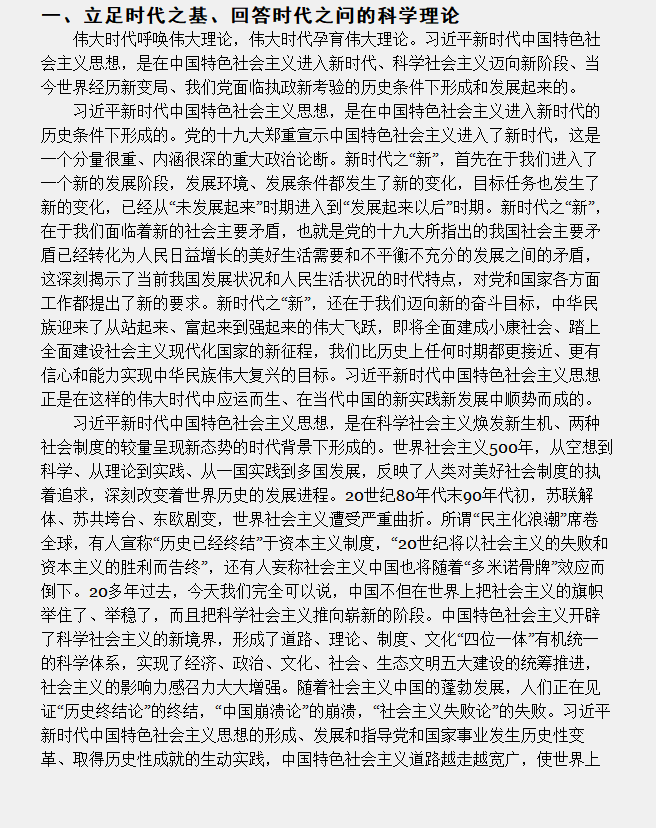 一、立足时代之基、回答时代之问的科学理论
伟大时代呼唤伟大理论，伟大时代孕育伟大理论。习近平新时代中国特色社
会主义思想，是在中国特色社会主义进入新时代、科学社会主义迈向新阶段、当
今世界经历新变局、我们党面临执政新考验的历史条件下形成和发展起来的。
习近平新时代中国特色社会主义思想，是在中国特色社会主义进入新时代的
历史条件下形成的。党的十九大郑重宣示中国特色社会主义进入了新时代，这是
一个分量很重、内涵很深的重大政治论断。新时代之“新”，首先在于我们进入了
一个新的发展阶段，发展环境、发展条件都发生了新的变化，目标任务也发生了
新的变化，已经从“未发展起来”时期进入到“发展起来以后”时期。新时代之“新”，
在于我们面临着新的社会主要矛盾，也就是党的十九大所指出的我国社会主要矛
盾已经转化为人民日益增长的美好生活需要和不平衡不充分的发展之间的矛盾，
这深刻揭示了当前我国发展状况和人民生活状况的时代特点，对党和国家各方面
工作都提出了新的要求。新时代之“新”，还在于我们迈向新的奋斗目标，中华民
族迎来了从站起来、富起来到强起来的伟大飞跃，即将全面建成小康社会、踏上
全面建设社会主义现代化国家的新征程，我们比历史上任何时期都更接近、更有
信心和能力实现中华民族伟大复兴的目标。习近平新时代中国特色社会主义思想
正是在这样的伟大时代中应运而生、在当代中国的新实践新发展中顺势而成的。
习近平新时代中国特色社会主义思想，是在科学社会主义焕发新生机、两种
社会制度的较量呈现新态势的时代背景下形成的。世界社会主义500年，从空想到
科学、从理论到实践、从一国实践到多国发展，反映了人类对美好社会制度的执
着追求，深刻改变着世界历史的发展进程。20世纪80年代末90年代初，苏联解
体、苏共垮台、东欧剧变，世界社会主义遭受严重曲折。所谓“民主化浪潮”席卷
全球，有人宣称“历史已经终结”于资本主义制度，“20世纪将以社会主义的失败和
资本主义的胜利而告终”，还有人妄称社会主义中国也将随着“多米诺骨牌”效应而
倒下。20多年过去，今天我们完全可以说，中国不但在世界上把社会主义的旗帜
举住了、举稳了，而且把科学社会主义推向崭新的阶段。中国特色社会主义开辟
了科学社会主义的新境界，形成了道路、理论、制度、文化“四位一体”有机统一
的科学体系，实现了经济、政治、文化、社会、生态文明五大建设的统筹推进，
社会主义的影响力感召力大大增强。随着社会主义中国的蓬勃发展，人们正在见
证“历史终结论”的终结，“中国崩溃论”的崩溃，“社会主义失败论”的失败。习近平
新时代中国特色社会主义思想的形成、发展和指导党和国家事业发生历史性变
革、取得历史性成就的生动实践，中国特色社会主义道路越走越宽广，使世界上